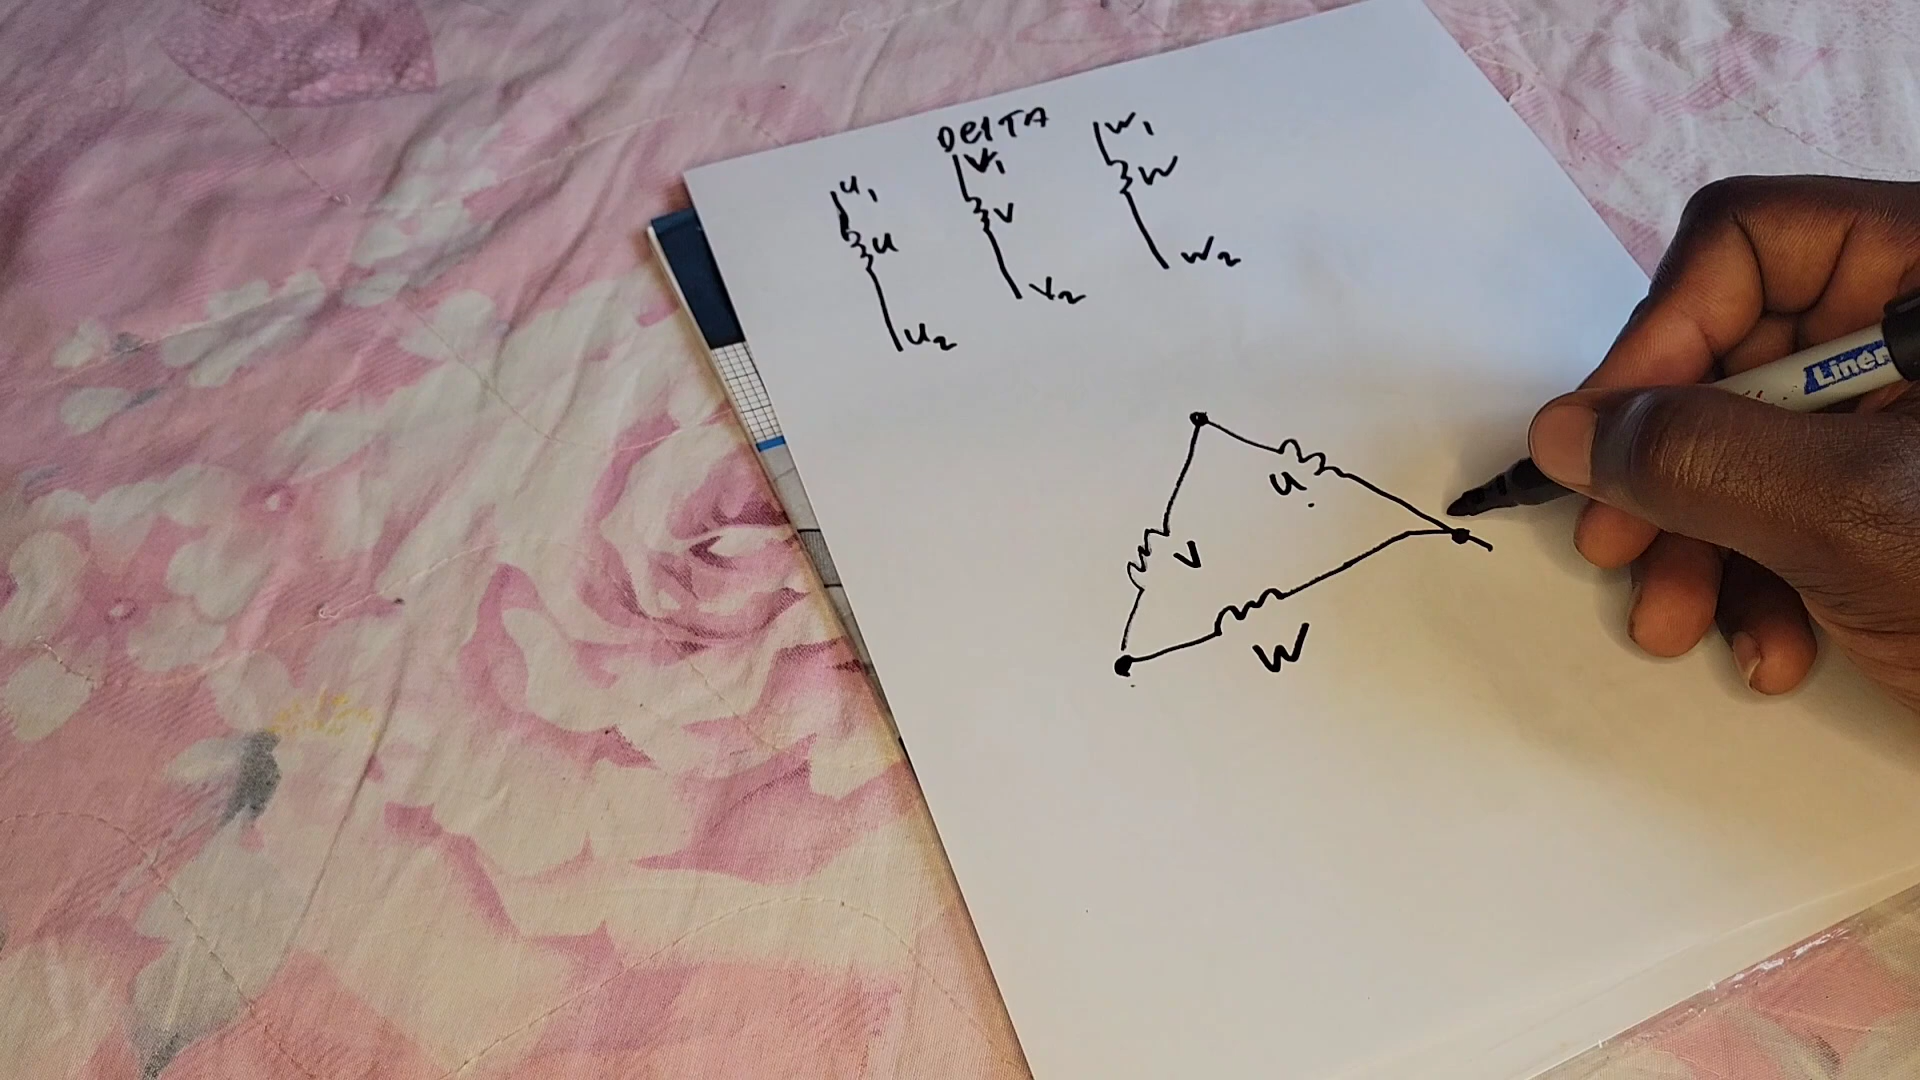 DElTA
u₁ V₁ W₁
u V W
u₂ V₂ W₂
u
V
W
Liner